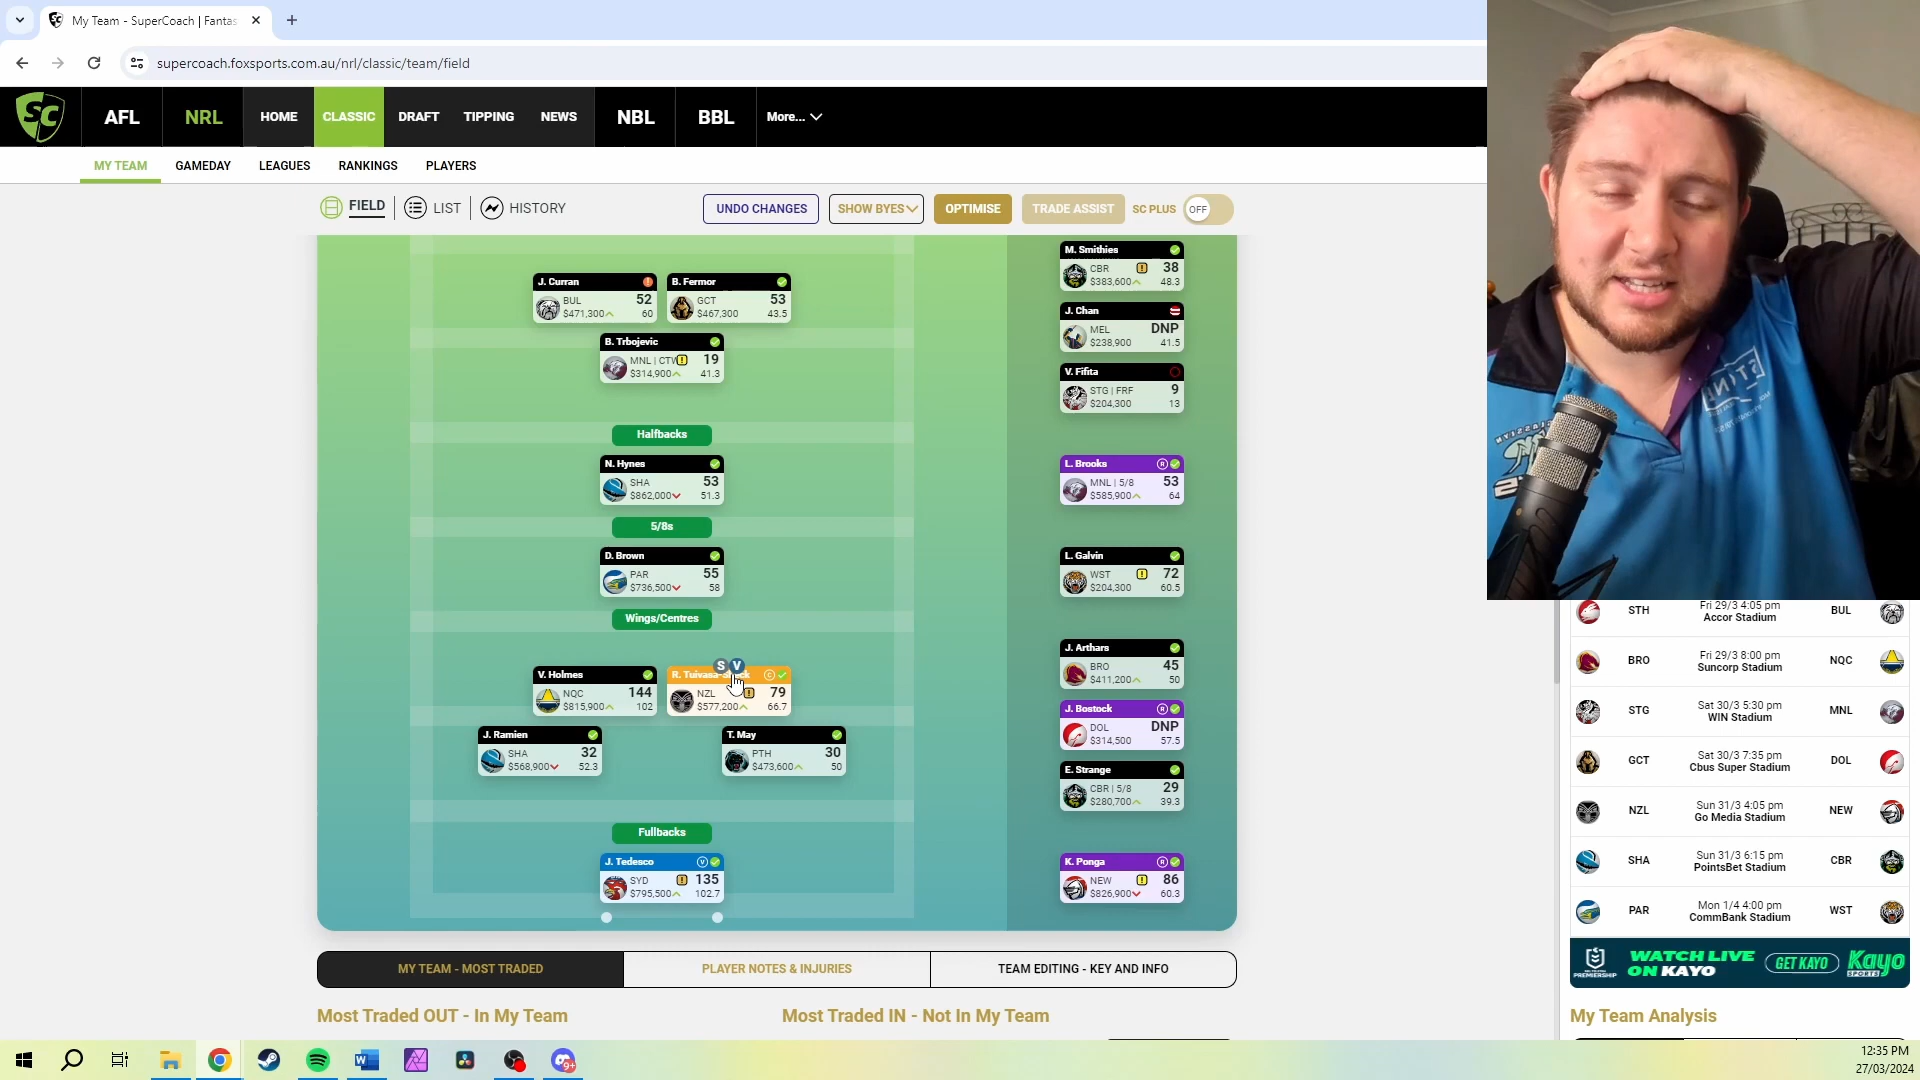 My Team - SuperCoach | Fantas
supercoach.foxsports.com.au/nrl/classic/team/field
SC
AFL
NRL
HOME
CLASSIC
DRAFT
TIPPING
NEWS
NBL
BBL
More...
MY TEAM
GAMEDAY
LEAGUES
RANKINGS
PLAYERS
FIELD
LIST
HISTORY
UNDO CHANGES
SHOW BYES
OPTIMISE
TRADE ASSIST
SC PLUS
OFF
J. Curran
BUL 52
$471,300 60
B. Fermor
GCT 53
$467,300 43.5
B. Trbojevic
MNL | CTW 19
$314,900 41.3
Halfbacks
N. Hynes
SHA 53
$862,000 51.3
5/8s
D. Brown
PAR 55
$736,500 58
Wings/Centres
S V
V. Holmes
NQC 144
$815,900 102
R. Tuivasa- C
NZL 79
$577,200 66.7
J. Ramien
SHA 32
$568,900 52.3
T. May
PTH 30
$473,600 50
Fullbacks
J. Tedesco V
SYD 135
$795,500 102.7
M. Smithies
CBR 38
$383,600 48.3
J. Chan
MEL DNP
$238,900 41.5
V. Fifita
STG | FRF 9
$204,300 13
L. Brooks R
MNL | 5/8 53
$585,900 64
L. Galvin
WST 72
$204,300 60.5
J. Arthars
BRO 45
$411,200 50
J. Bostock R
DOL DNP
$314,500 57.5
E. Strange
CBR | 5/8 29
$280,700 39.3
K. Ponga R
NEW 86
$826,900 60.3
MY TEAM - MOST TRADED
PLAYER NOTES & INJURIES
TEAM EDITING - KEY AND INFO
Most Traded OUT - In My Team
Most Traded IN - Not In My Team
STH Fri 29/3 4:05 pm BUL
Accor Stadium
BRO Fri 29/3 8:00 pm NQC
Suncorp Stadium
STG Sat 30/3 5:30 pm MNL
WIN Stadium
GCT Sat 30/3 7:35 pm DOL
Cbus Super Stadium
NZL Sun 31/3 4:05 pm NEW
Go Media Stadium
SHA Sun 31/3 6:15 pm CBR
PointsBet Stadium
PAR Mon 1/4 4:00 pm WST
CommBank Stadium
WATCH LIVE
ON KAYO
GET KAYO
Kayo
SPORTS
My Team Analysis
9+
12:35 PM
27/03/2024